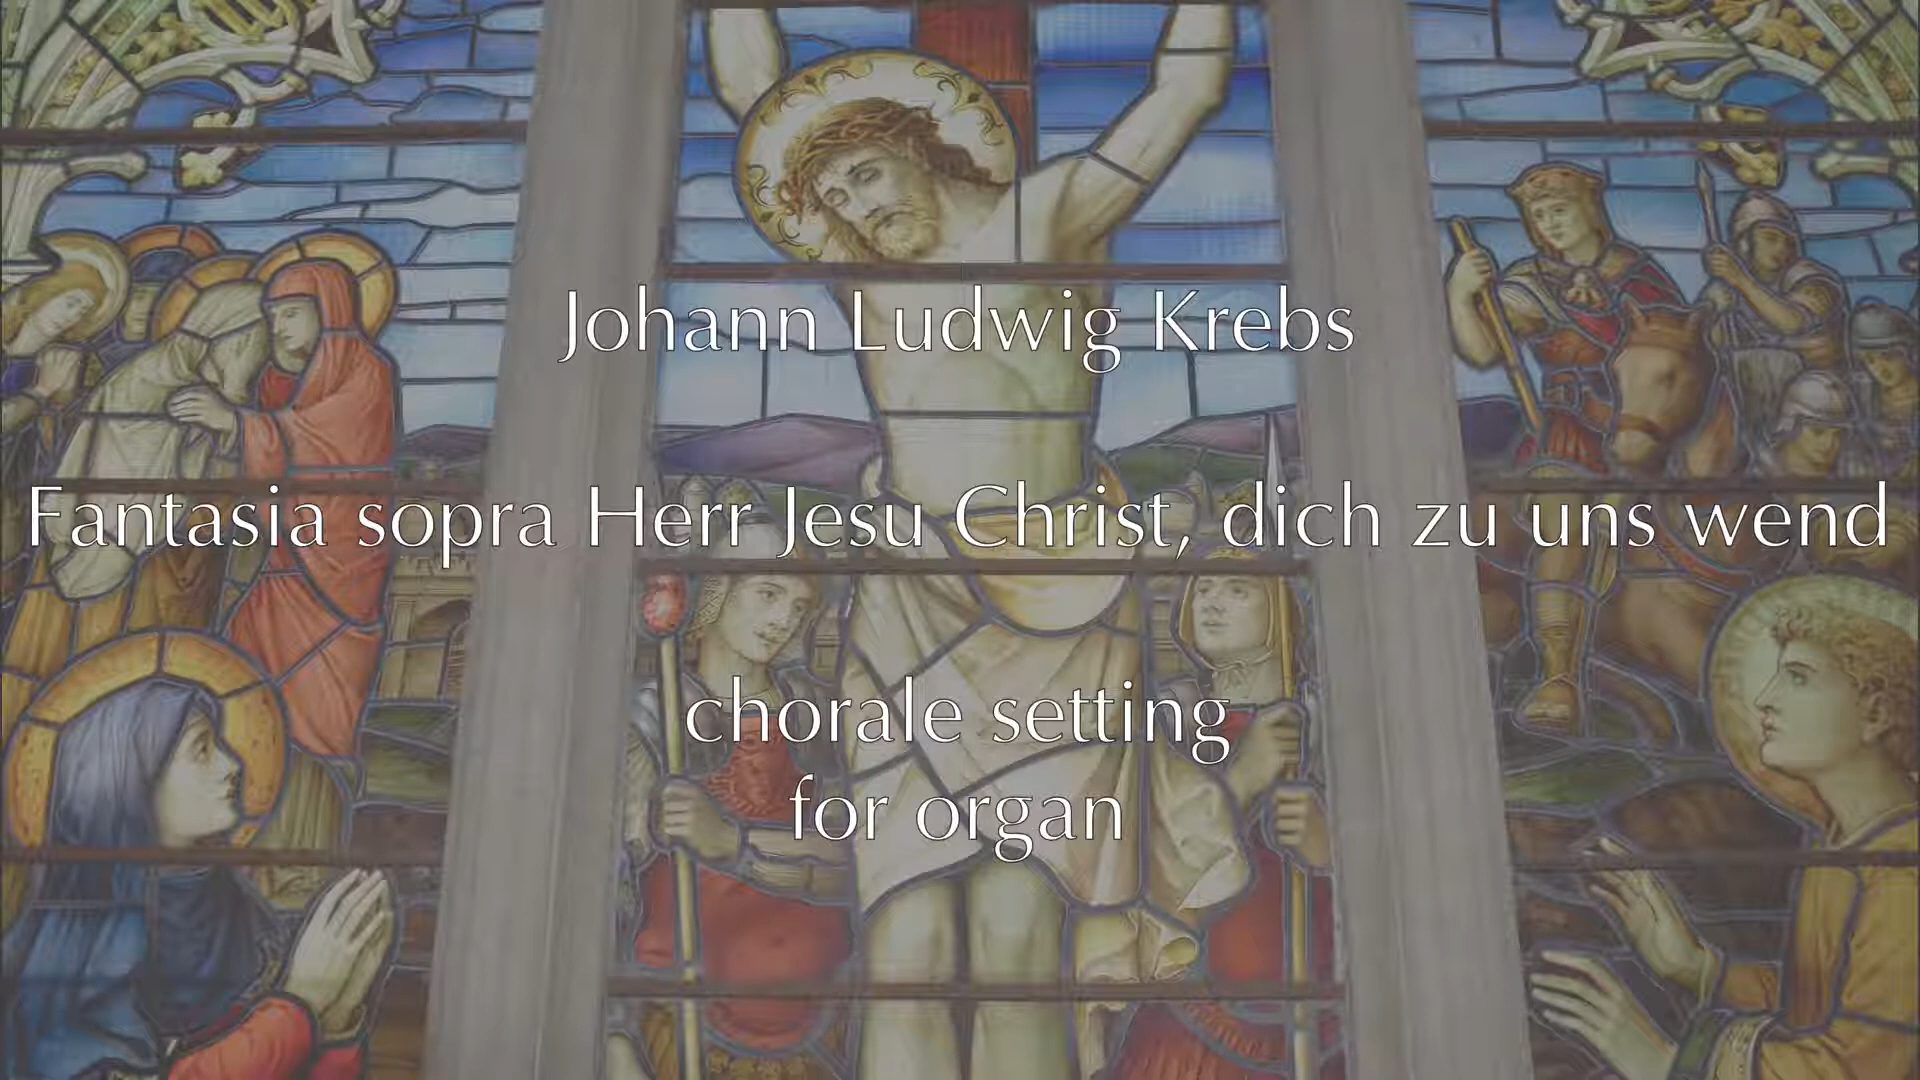 Johann Ludwig Krebs
Fantasia sopra Herr Jesu Christ, dich zu uns wend
chorale setting
for organ